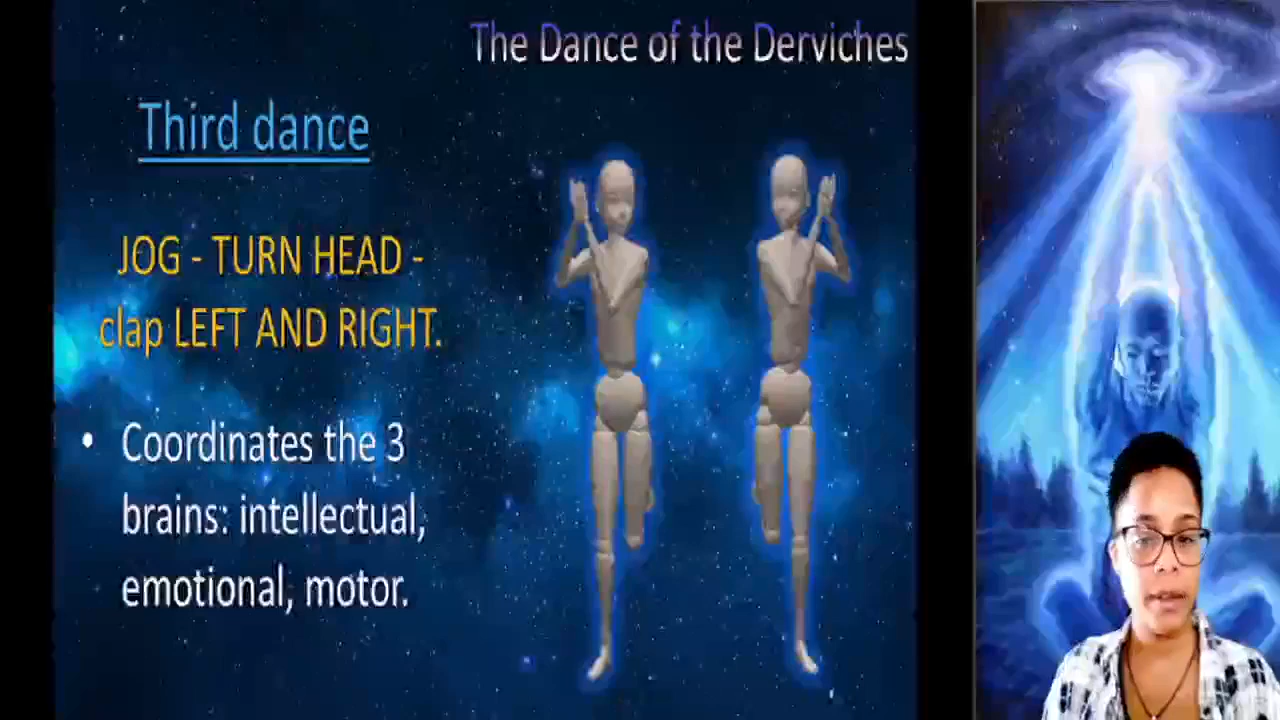 The Dance of the Derviches
Third dance
JOG - TURN HEAD -
clap LEFT AND RIGHT.
• Coordinates the 3
brains: intellectual,
emotional, motor.